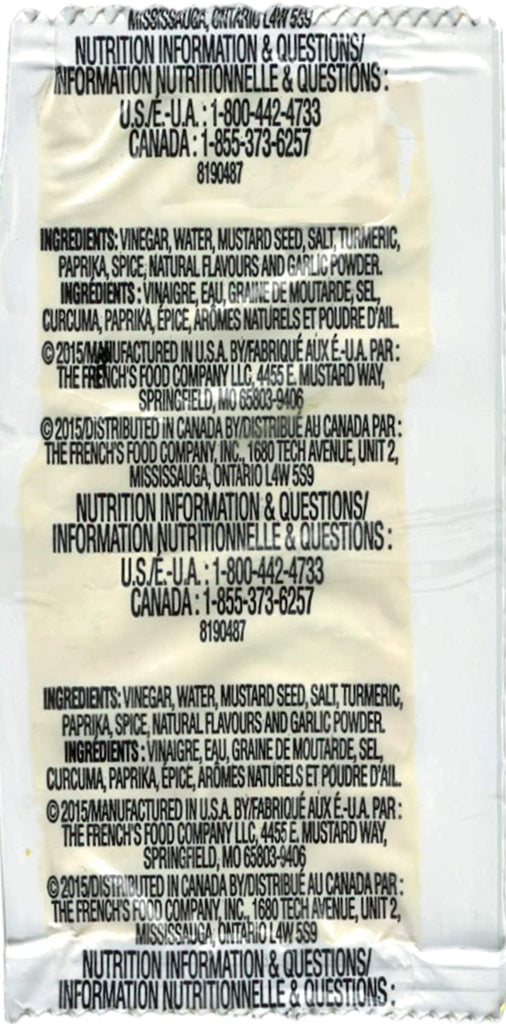 MISSISSAUGA, ONTARIO L4W 5S9
NUTRITION INFORMATION & QUESTIONS/
INFORMATION NUTRITIONNELLE & QUESTIONS :
U.S./É.-U.A. : 1-800-442-4733
CANADA : 1-855-373-6257
8190487
INGREDIENTS: VINEGAR, WATER, MUSTARD SEED, SALT, TURMERIC,
PAPRIKA, SPICE, NATURAL FLAVOURS AND GARLIC POWDER.
INGRÉDIENTS : VINAIGRE, EAU, GRAINE DE MOUTARDE, SEL,
CURCUMA, PAPRIKA, ÉPICE, ARÔMES NATURELS ET POUDRE D'AIL.
© 2015/MANUFACTURED IN U.S.A. BY/FABRIQUÉ AUX É.-U.A. PAR :
THE FRENCH'S FOOD COMPANY LLC, 4455 E. MUSTARD WAY,
SPRINGFIELD, MO 65803-9406
© 2015/DISTRIBUTED IN CANADA BY/DISTRIBUÉ AU CANADA PAR :
THE FRENCH'S FOOD COMPANY, INC., 1680 TECH AVENUE, UNIT 2,
MISSISSAUGA, ONTARIO L4W 5S9
NUTRITION INFORMATION & QUESTIONS/
INFORMATION NUTRITIONNELLE & QUESTIONS :
U.S./É.-U.A. : 1-800-442-4733
CANADA : 1-855-373-6257
8190487
INGREDIENTS: VINEGAR, WATER, MUSTARD SEED, SALT, TURMERIC,
PAPRIKA, SPICE, NATURAL FLAVOURS AND GARLIC POWDER.
INGRÉDIENTS : VINAIGRE, EAU, GRAINE DE MOUTARDE, SEL,
CURCUMA, PAPRIKA, ÉPICE, ARÔMES NATURELS ET POUDRE D'AIL.
© 2015/MANUFACTURED IN U.S.A. BY/FABRIQUÉ AUX É.-U.A. PAR :
THE FRENCH'S FOOD COMPANY LLC, 4455 E. MUSTARD WAY,
SPRINGFIELD, MO 65803-9406
© 2015/DISTRIBUTED IN CANADA BY/DISTRIBUÉ AU CANADA PAR :
THE FRENCH'S FOOD COMPANY, INC., 1680 TECH AVENUE, UNIT 2,
MISSISSAUGA, ONTARIO L4W 5S9
NUTRITION INFORMATION & QUESTIONS/
INFORMATION NUTRITIONNELLE & QUESTIONS :